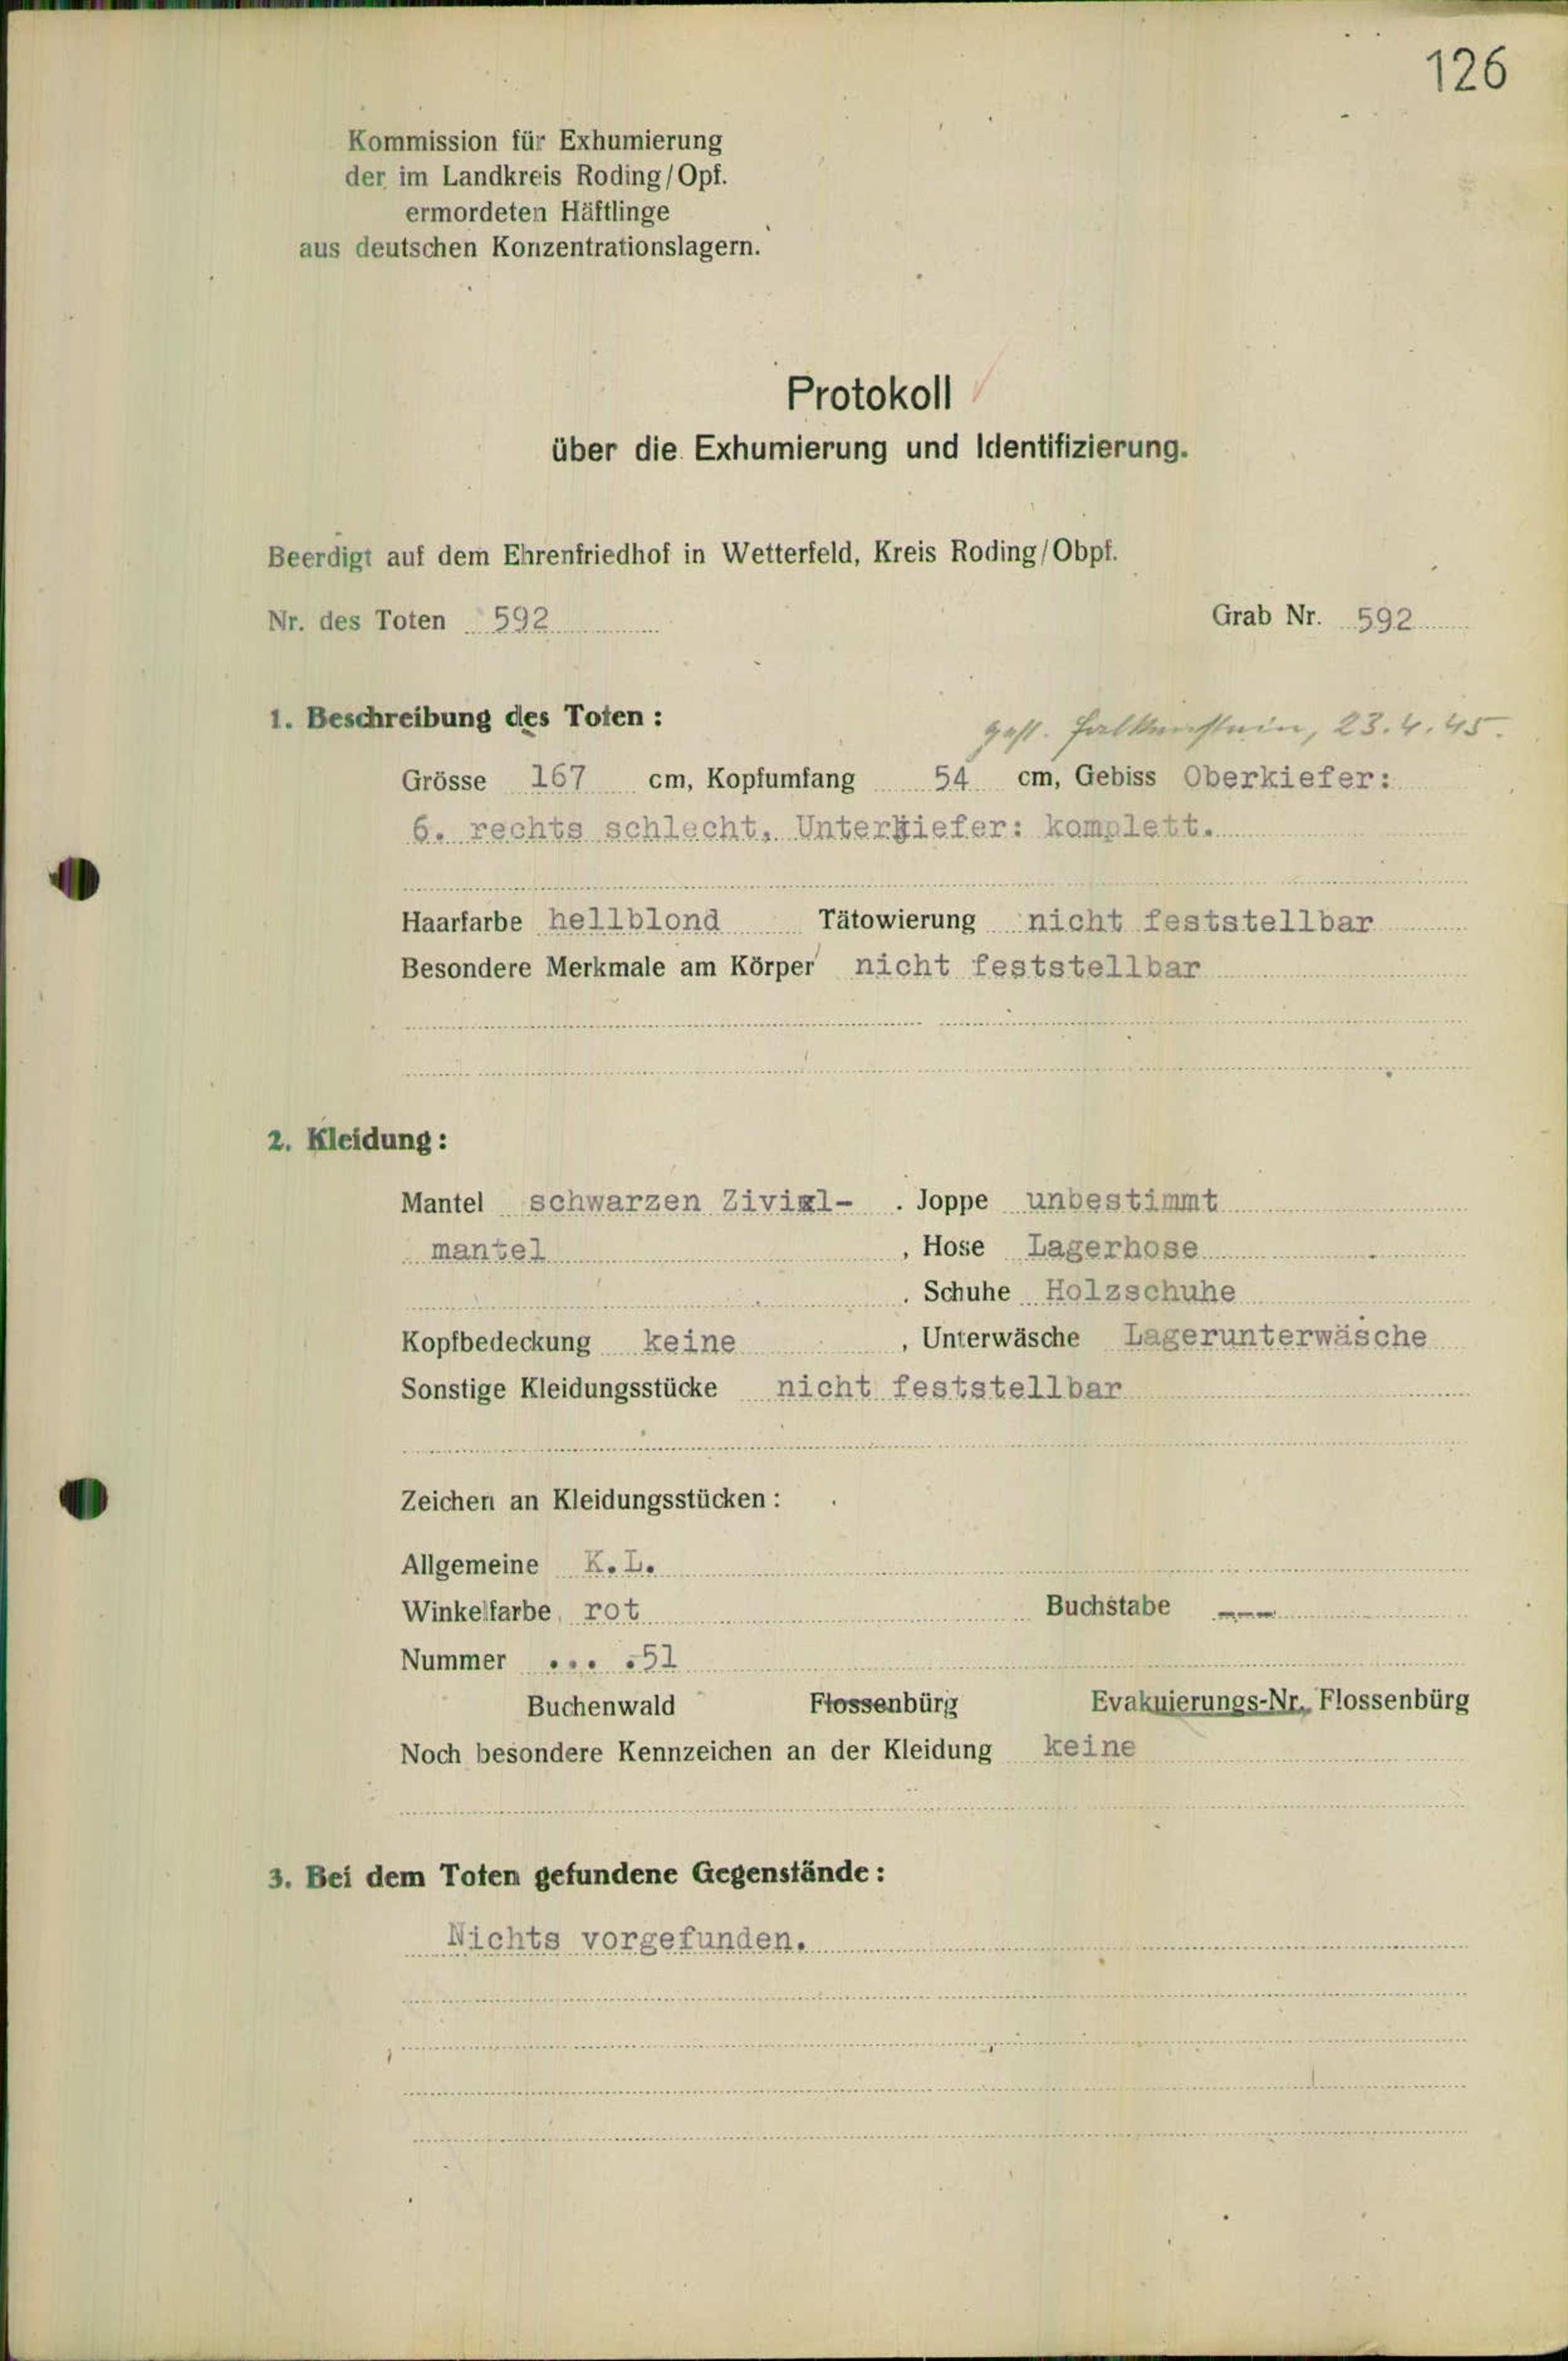 126
Kommission für Exhumierung
der im Landkreis Roding/Opf.
ermordeten Häftlinge
aus deutschen Konzentrationslagern.
Protokoll
über die Exhumierung und Identifizierung.
Beerdigt auf dem Ehrenfriedhof in Wetterfeld, Kreis Roding/Obpf.
Nr. des Toten 592 Grab Nr. 592
1. Beschreibung des Toten:
gest. Falkenstein, 23.4.45.
Grösse 167 cm, Kopfumfang 54 cm, Gebiss Oberkiefer:
6. rechts schlecht, Unterkiefer: komplett.
Haarfarbe hellblond Tätowierung nicht feststellbar
Besondere Merkmale am Körper nicht feststellbar
2. Kleidung:
Mantel schwarzen Zivil- . Joppe unbestimmt
mantel , Hose Lagerhose
. Schuhe Holzschuhe
Kopfbedeckung keine , Unterwäsche Lagerunterwäsche
Sonstige Kleidungsstücke nicht feststellbar
Zeichen an Kleidungsstücken:
Allgemeine K.L.
Winkelfarbe rot Buchstabe ---
Nummer ... .51
Buchenwald Flossenbürg Evakuierungs-Nr. Flossenbürg
Noch besondere Kennzeichen an der Kleidung keine
3. Bei dem Toten gefundene Gegenstände:
Nichts vorgefunden.